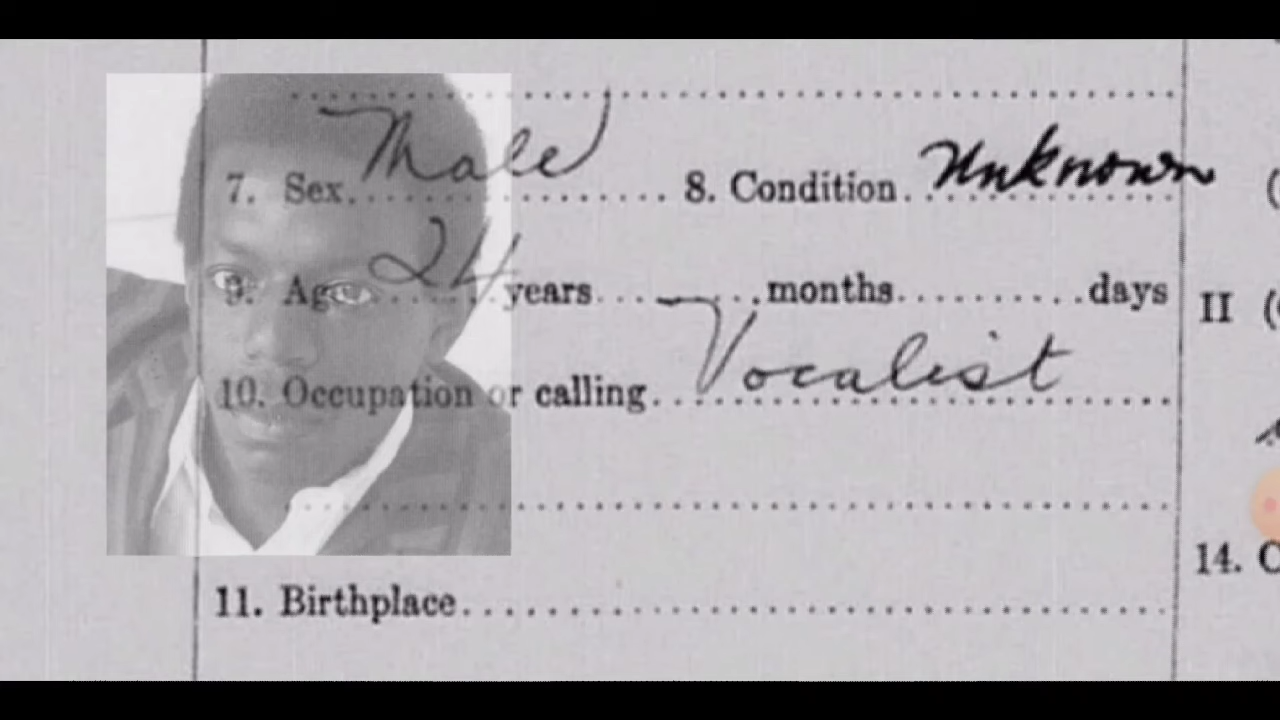 7. Sex. Male 8. Condition. Unknown (
9. Age 24 years. — months. days II (
10. Occupation or calling. Vocalist
14.
11. Birthplace.